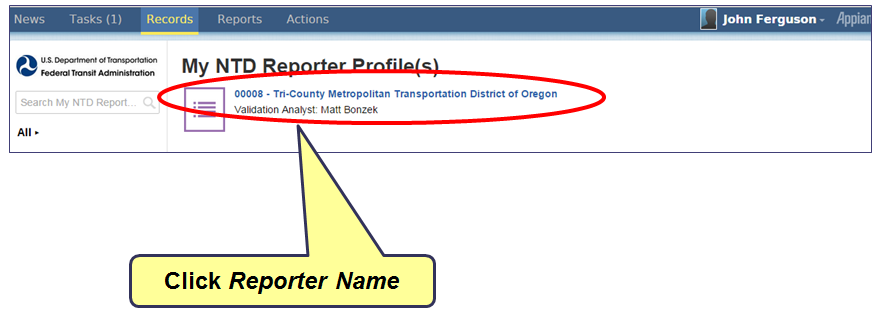 News Tasks (1) Records Reports Actions John Ferguson Appian
U.S. Department of Transportation
Federal Transit Administration
My NTD Reporter Profile(s)
Search My NTD Report...
00008 - Tri-County Metropolitan Transportation District of Oregon
Validation Analyst: Matt Bonzek
All
Click Reporter Name